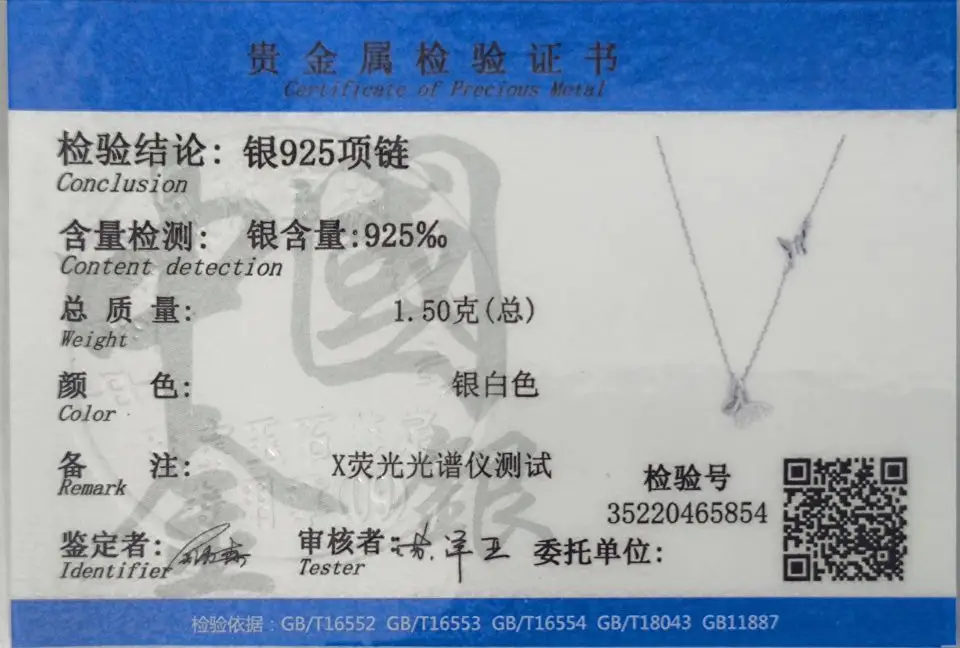 贵金属检验证书
Certificate of Precious Metal
检验结论: 银925项链
Conclusion
含量检测: 银含量:925‰
Content detection
总质量: 1.50克(总)
Weight
颜色: 银白色
Color
备注: X荧光光谱仪测试
Remark
检验号
35220465854
鉴定者: 审核者: 委托单位:
Identifier Tester
检验依据:GB/T16552 GB/T16553 GB/T16554 GB/T18043 GB11887
中國
金銀